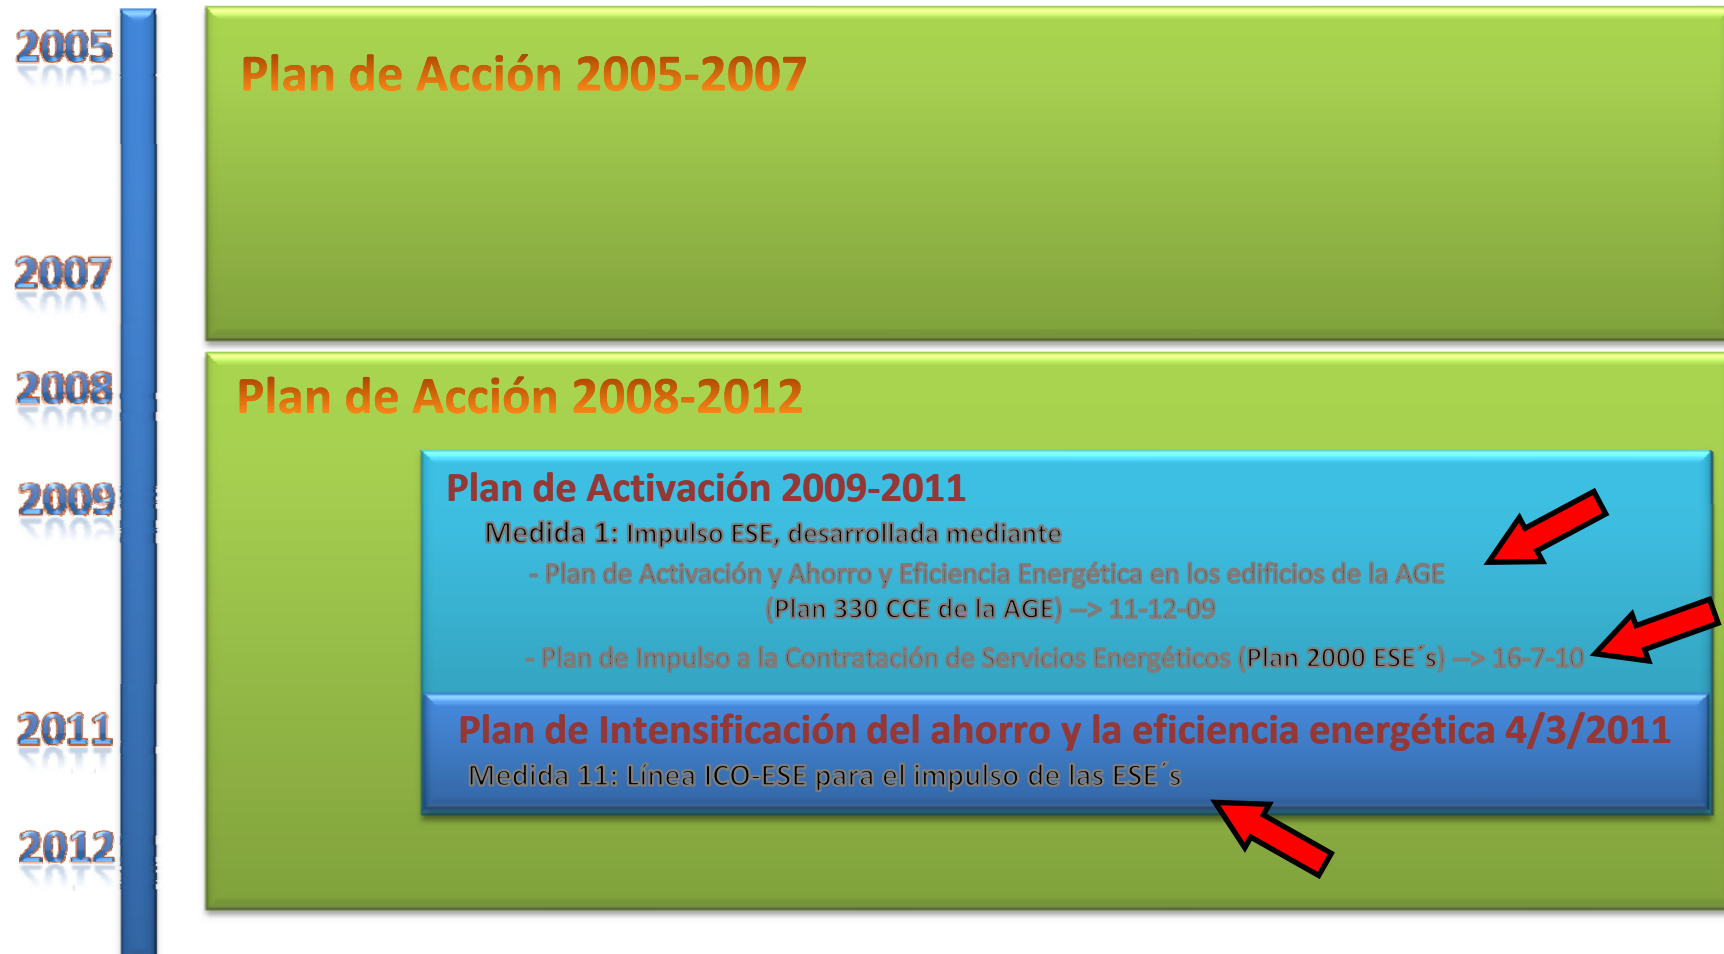 2005
Plan de Acción 2005-2007
2007
2008
Plan de Acción 2008-2012
2009
Plan de Activación 2009-2011
Medida 1: Impulso ESE, desarrollada mediante
- Plan de Activación y Ahorro y Eficiencia Energética en los edificios de la AGE
(Plan 330 CCE de la AGE) --> 11-12-09
- Plan de Impulso a la Contratación de Servicios Energéticos (Plan 2000 ESE´s) --> 16-7-10
2011
Plan de Intensificación del ahorro y la eficiencia energética 4/3/2011
Medida 11: Línea ICO-ESE para el impulso de las ESE´s
2012